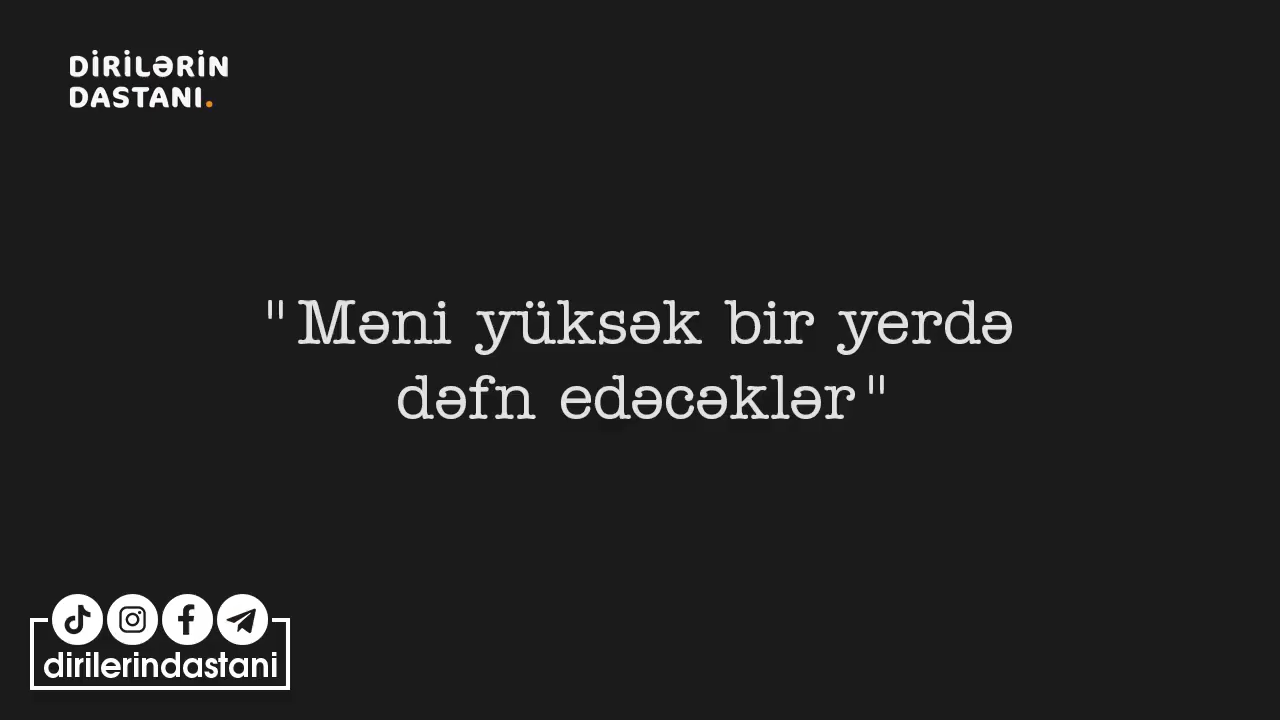 DİRİLƏRİN
DASTANI.
"Məni yüksək bir yerdə
dəfn edəcəklər"
dirilerindastani